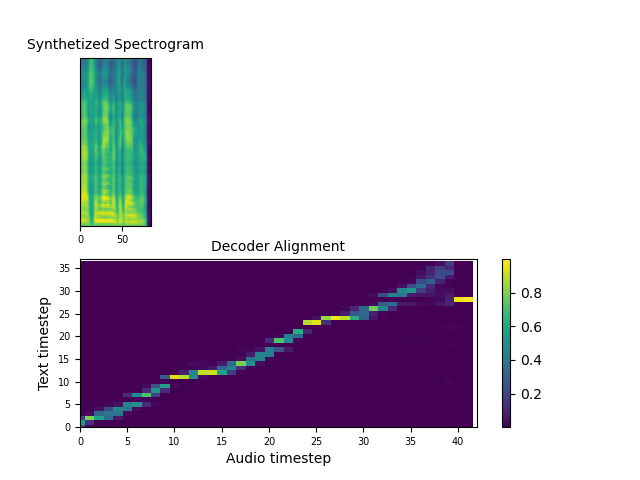 Synthetized Spectrogram
0 50
Decoder Alignment
Text timestep
35
30
25
20
15
10
5
0
0 5 10 15 20 25 30 35 40
Audio timestep
0.8
0.6
0.4
0.2